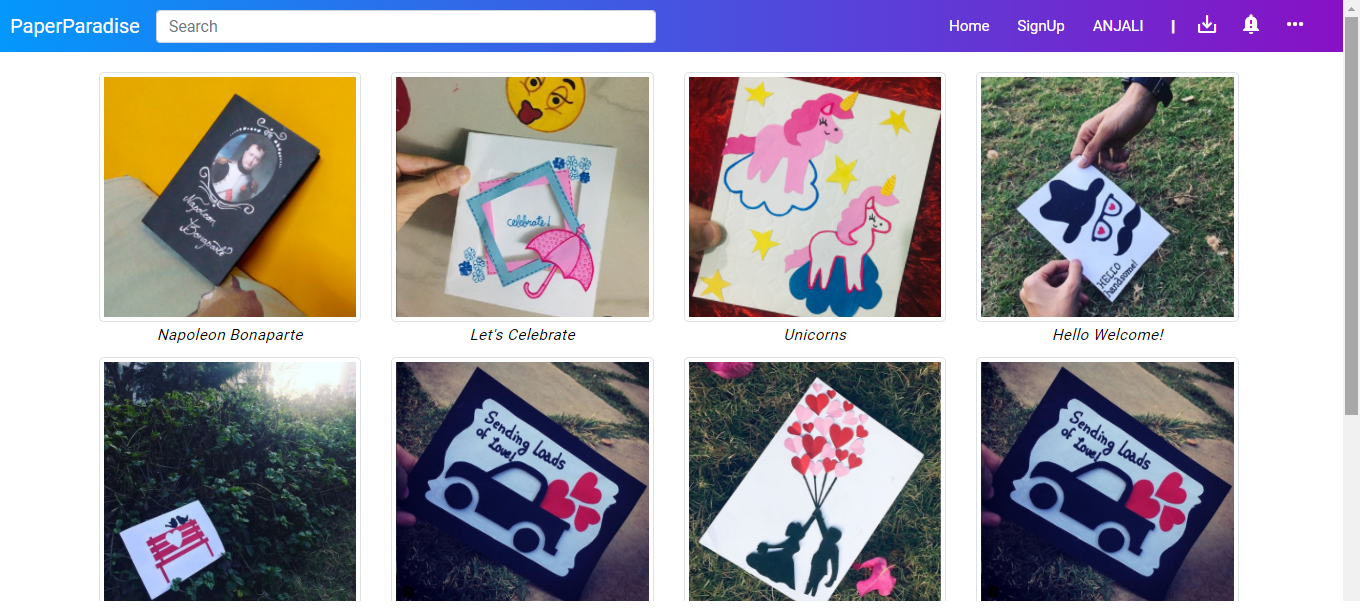 PaperParadise
Search
Home
SignUp
ANJALI
|
Napoleon
Bonaparte
celebrate!
HELLO
handsome!
Napoleon Bonaparte
Let's Celebrate
Unicorns
Hello Welcome!
Sending Loads
of Love!
Sending Loads
of Love!